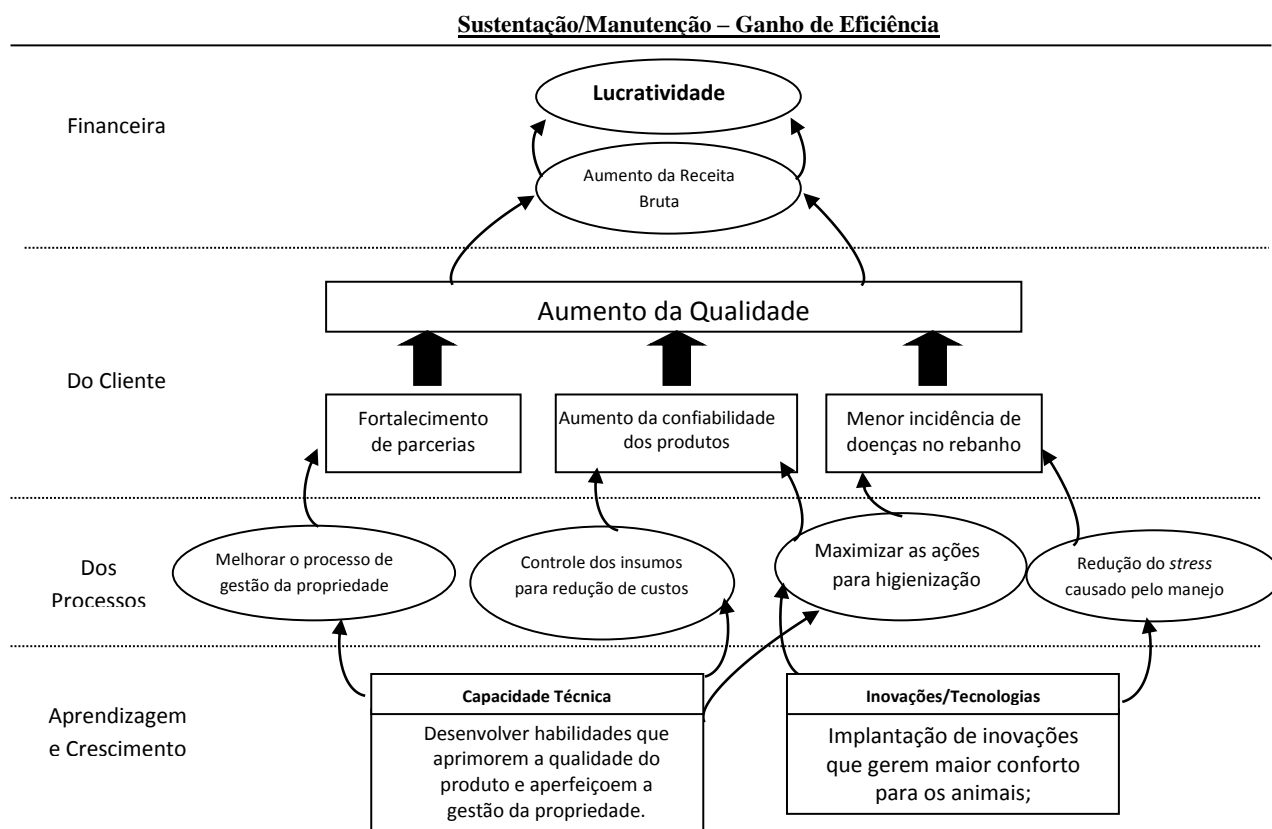 Sustentação/Manutenção – Ganho de Eficiência
Financeira
Lucratividade
Aumento da Receita
Bruta
Do Cliente
Aumento da Qualidade
Fortalecimento
de parcerias
Aumento da confiabilidade
dos produtos
Menor incidência de
doenças no rebanho
Dos
Processos
Melhorar o processo de
gestão da propriedade
Controle dos insumos
para redução de custos
Maximizar as ações
para higienização
Redução do stress
causado pelo manejo
Aprendizagem
e Crescimento
Capacidade Técnica
Desenvolver habilidades que
aprimorem a qualidade do
produto e aperfeiçoem a
gestão da propriedade.
Inovações/Tecnologias
Implantação de inovações
que gerem maior conforto
para os animais;